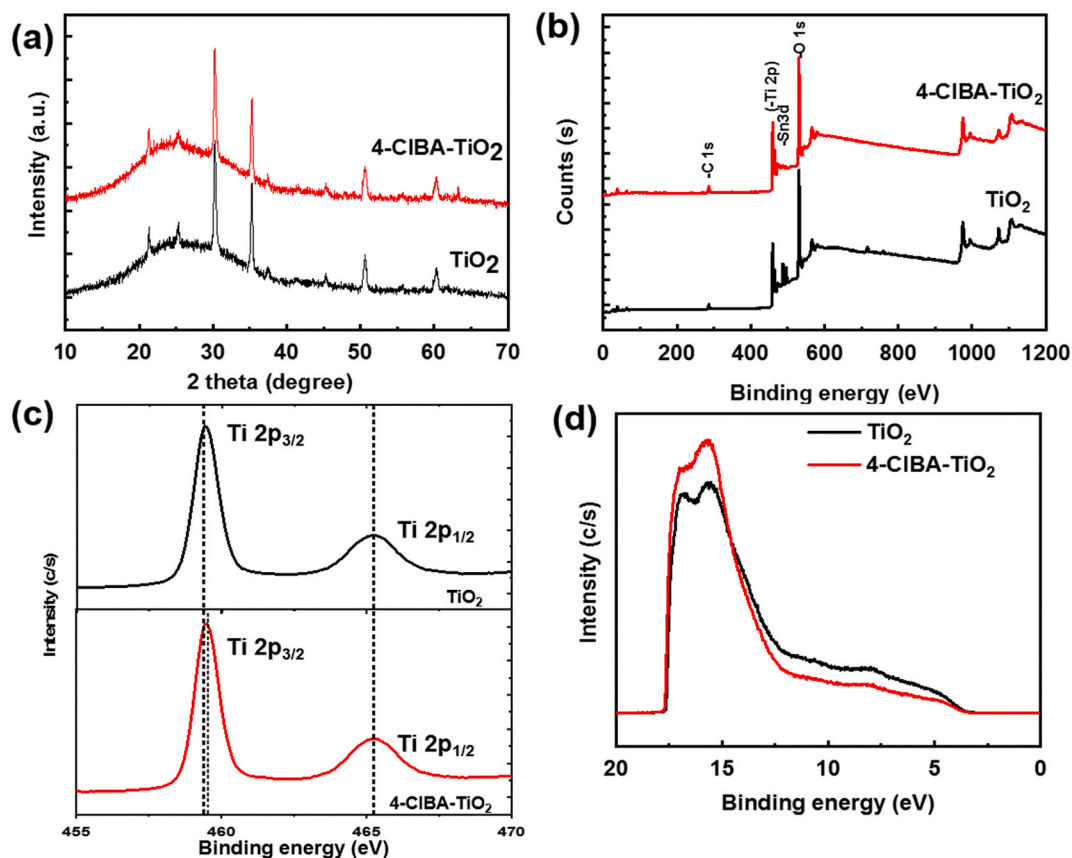 (a)
Intensity (a.u.)
4-ClBA-TiO2
TiO2
10 20 30 40 50 60 70
2 theta (degree)
(b)
Counts (s)
-C 1s
(-Ti 2p)
-Sn3d
O 1s
4-ClBA-TiO2
TiO2
0 200 400 600 800 1000 1200
Binding energy (eV)
(c)
Intensity (c/s)
Ti 2p3/2
Ti 2p1/2
TiO2
Ti 2p3/2
Ti 2p1/2
4-ClBA-TiO2
455 460 465 470
Binding energy (eV)
(d)
Intensity (c/s)
TiO2
4-ClBA-TiO2
20 15 10 5 0
Binding energy (eV)